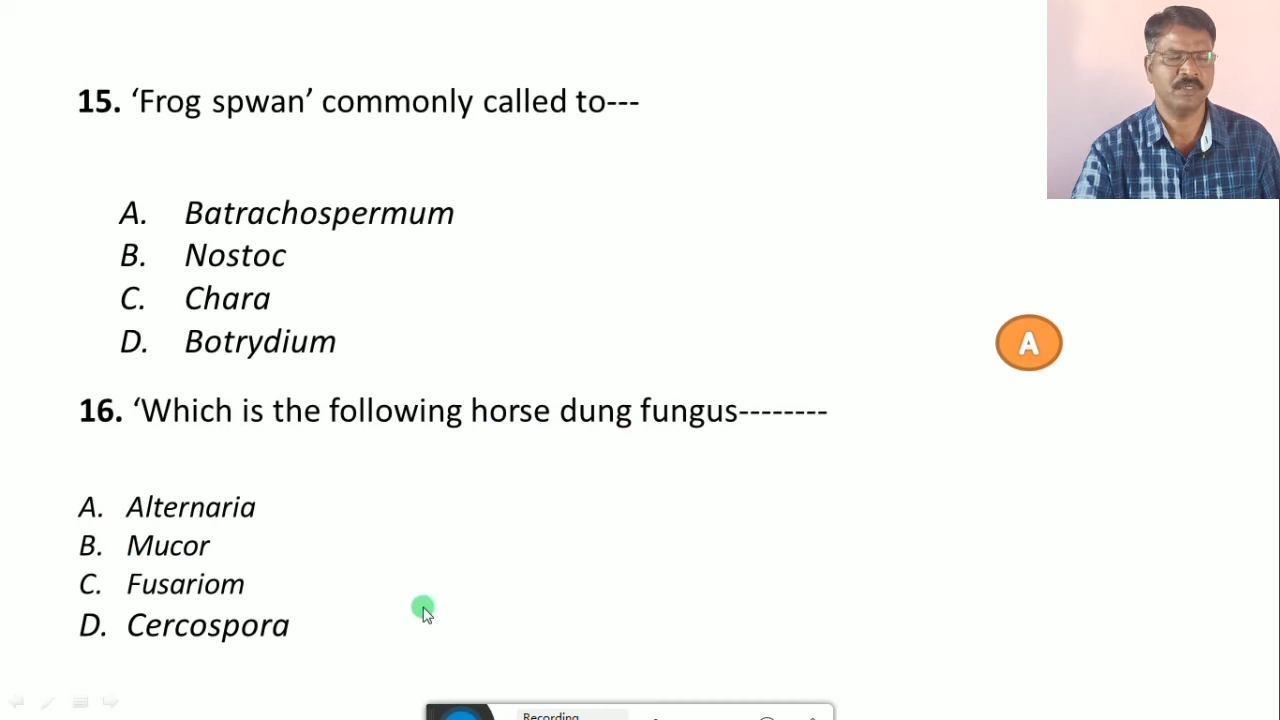 15. ‘Frog spwan’ commonly called to---
A. Batrachospermum
B. Nostoc
C. Chara
D. Botrydium
A
16. ‘Which is the following horse dung fungus--------
A. Alternaria
B. Mucor
C. Fusariom
D. Cercospora
Recording